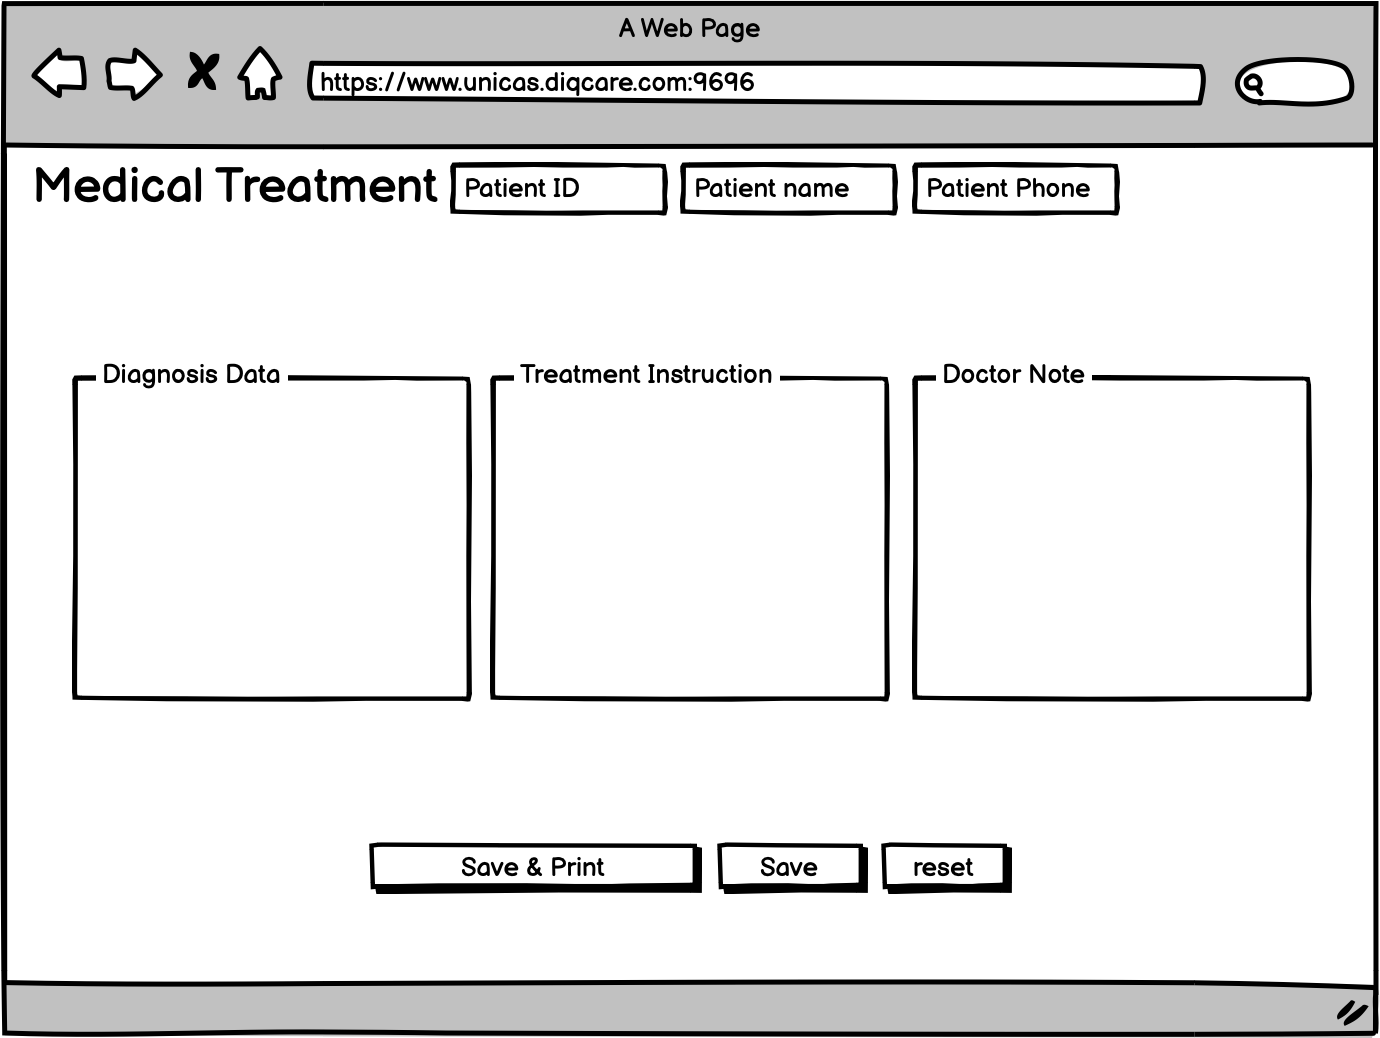 A Web Page
https://www.unicas.diqcare.com:9696
Medical Treatment
Patient ID
Patient name
Patient Phone
Diagnosis Data
Treatment Instruction
Doctor Note
Save & Print
Save
reset